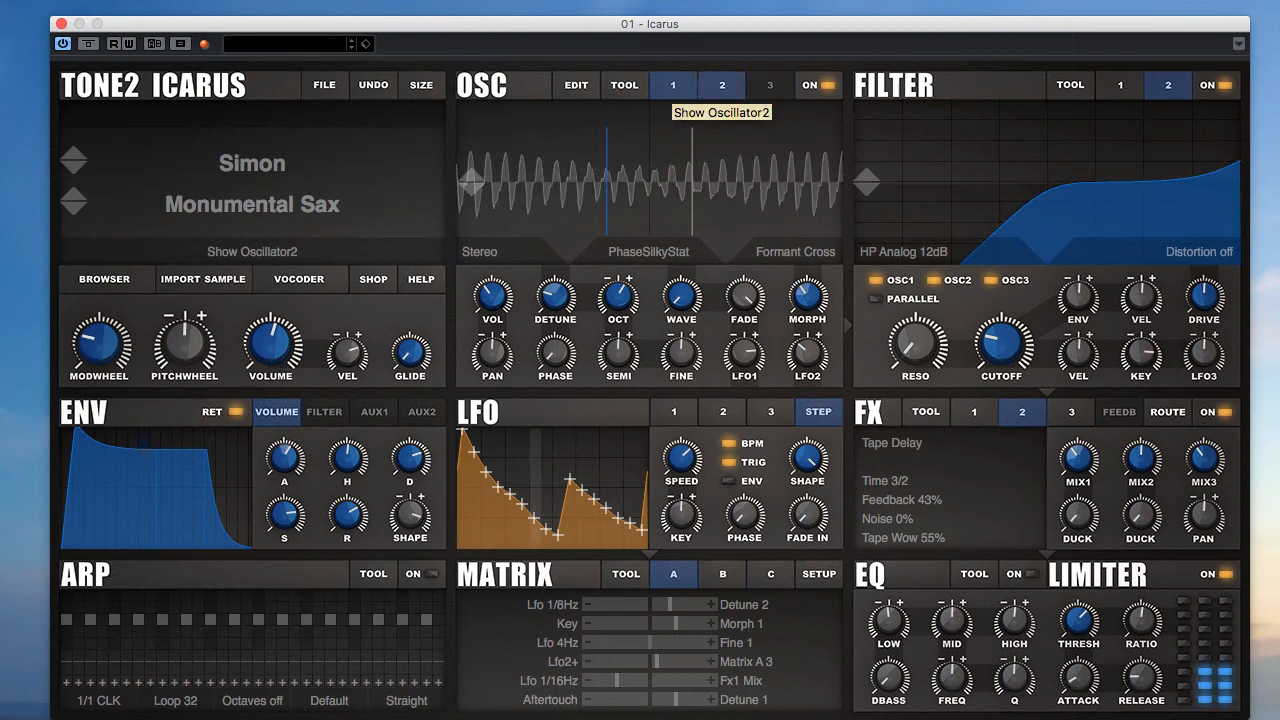 01 - Icarus
R W
AB
TONE2 ICARUS FILE UNDO SIZE
Simon
Monumental Sax
Show Oscillator2
BROWSER IMPORT SAMPLE VOCODER SHOP HELP
MODWHEEL PITCHWHEEL VOLUME VEL GLIDE
OSC EDIT TOOL 1 2 3 ON
Show Oscillator2
Stereo PhaseSilkyStat Formant Cross
VOL DETUNE OCT WAVE FADE MORPH
PAN PHASE SEMI FINE LFO1 LFO2
FILTER TOOL 1 2 ON
HP Analog 12dB Distortion off
OSC1 OSC2 OSC3 ENV VEL DRIVE
PARALLEL
RESO CUTOFF VEL KEY LFO3
ENV RET VOLUME FILTER AUX1 AUX2
A H D
S R SHAPE
LFO 1 2 3 STEP
SPEED BPM TRIG ENV SHAPE
KEY PHASE FADE IN
FX TOOL 1 2 3 FEEDB ROUTE ON
Tape Delay
Time 3/2
Feedback 43%
Noise 0%
Tape Wow 55%
MIX1 MIX2 MIX3
DUCK DUCK PAN
ARP TOOL ON
1/1 CLK Loop 32 Octaves off Default Straight
MATRIX TOOL A B C SETUP
Lfo 1/8Hz Detune 2
Key Morph 1
Lfo 4Hz Fine 1
Lfo2+ Matrix A 3
Lfo 1/16Hz Fx1 Mix
Aftertouch Detune 1
EQ TOOL ON LIMITER ON
LOW MID HIGH THRESH RATIO
DBASS FREQ Q ATTACK RELEASE